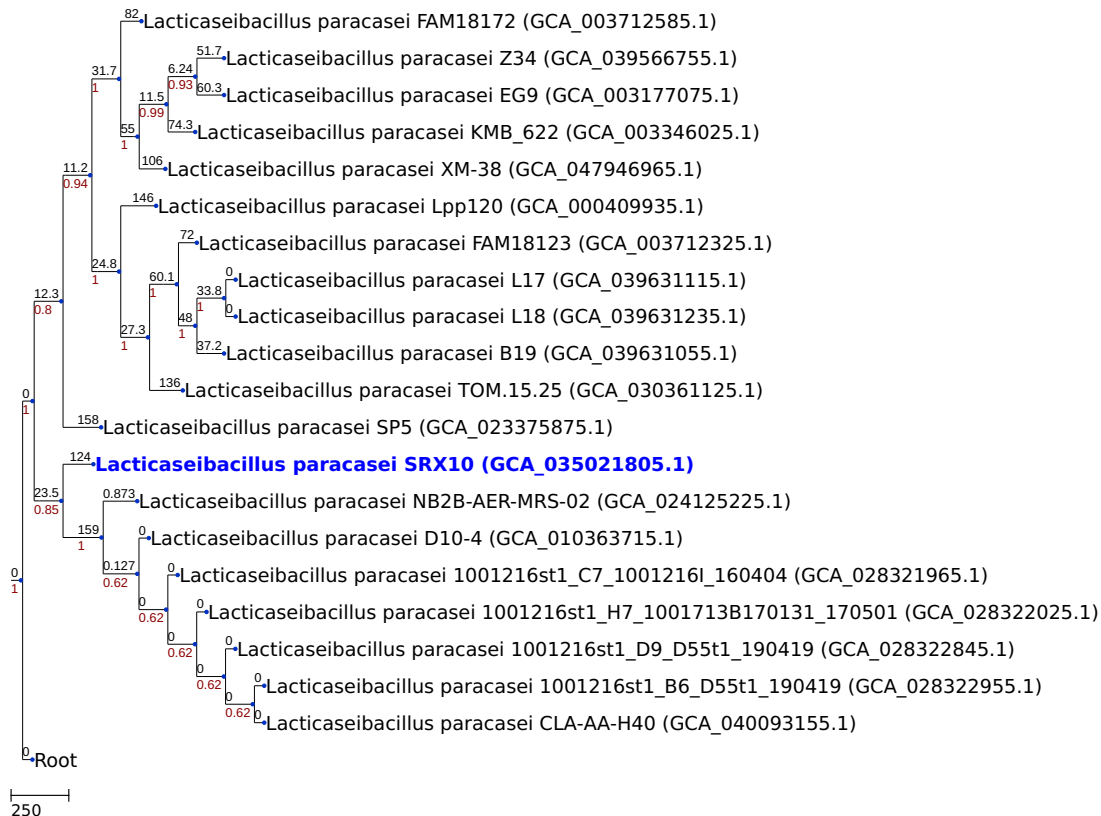 82 Lacticaseibacillus paracasei FAM18172 (GCA_003712585.1)
51.7 Lacticaseibacillus paracasei Z34 (GCA_039566755.1)
31.7 6.24
1 0.93 60.3 Lacticaseibacillus paracasei EG9 (GCA_003177075.1)
11.5
0.99
55 74.3 Lacticaseibacillus paracasei KMB_622 (GCA_003346025.1)
1
11.2 106 Lacticaseibacillus paracasei XM-38 (GCA_047946965.1)
0.94
146 Lacticaseibacillus paracasei Lpp120 (GCA_000409935.1)
72 Lacticaseibacillus paracasei FAM18123 (GCA_003712325.1)
24.8
1
60.1 0 Lacticaseibacillus paracasei L17 (GCA_039631115.1)
1
12.3 33.8
0.8 1
0 Lacticaseibacillus paracasei L18 (GCA_039631235.1)
27.3 48
1 1
37.2 Lacticaseibacillus paracasei B19 (GCA_039631055.1)
136 Lacticaseibacillus paracasei TOM.15.25 (GCA_030361125.1)
0
1
158 Lacticaseibacillus paracasei SP5 (GCA_023375875.1)
124 Lacticaseibacillus paracasei SRX10 (GCA_035021805.1)
23.5 0.873 Lacticaseibacillus paracasei NB2B-AER-MRS-02 (GCA_024125225.1)
0.85
159 0 Lacticaseibacillus paracasei D10-4 (GCA_010363715.1)
1
0.127 0 Lacticaseibacillus paracasei 1001216st1_C7_1001216I_160404 (GCA_028321965.1)
0 0.62
1
0 0 Lacticaseibacillus paracasei 1001216st1_H7_1001713B170131_170501 (GCA_028322025.1)
0.62
0 0 Lacticaseibacillus paracasei 1001216st1_D9_D55t1_190419 (GCA_028322845.1)
0.62
0 0 Lacticaseibacillus paracasei 1001216st1_B6_D55t1_190419 (GCA_028322955.1)
0.62
0 0 Lacticaseibacillus paracasei CLA-AA-H40 (GCA_040093155.1)
0.62
0 Root
250